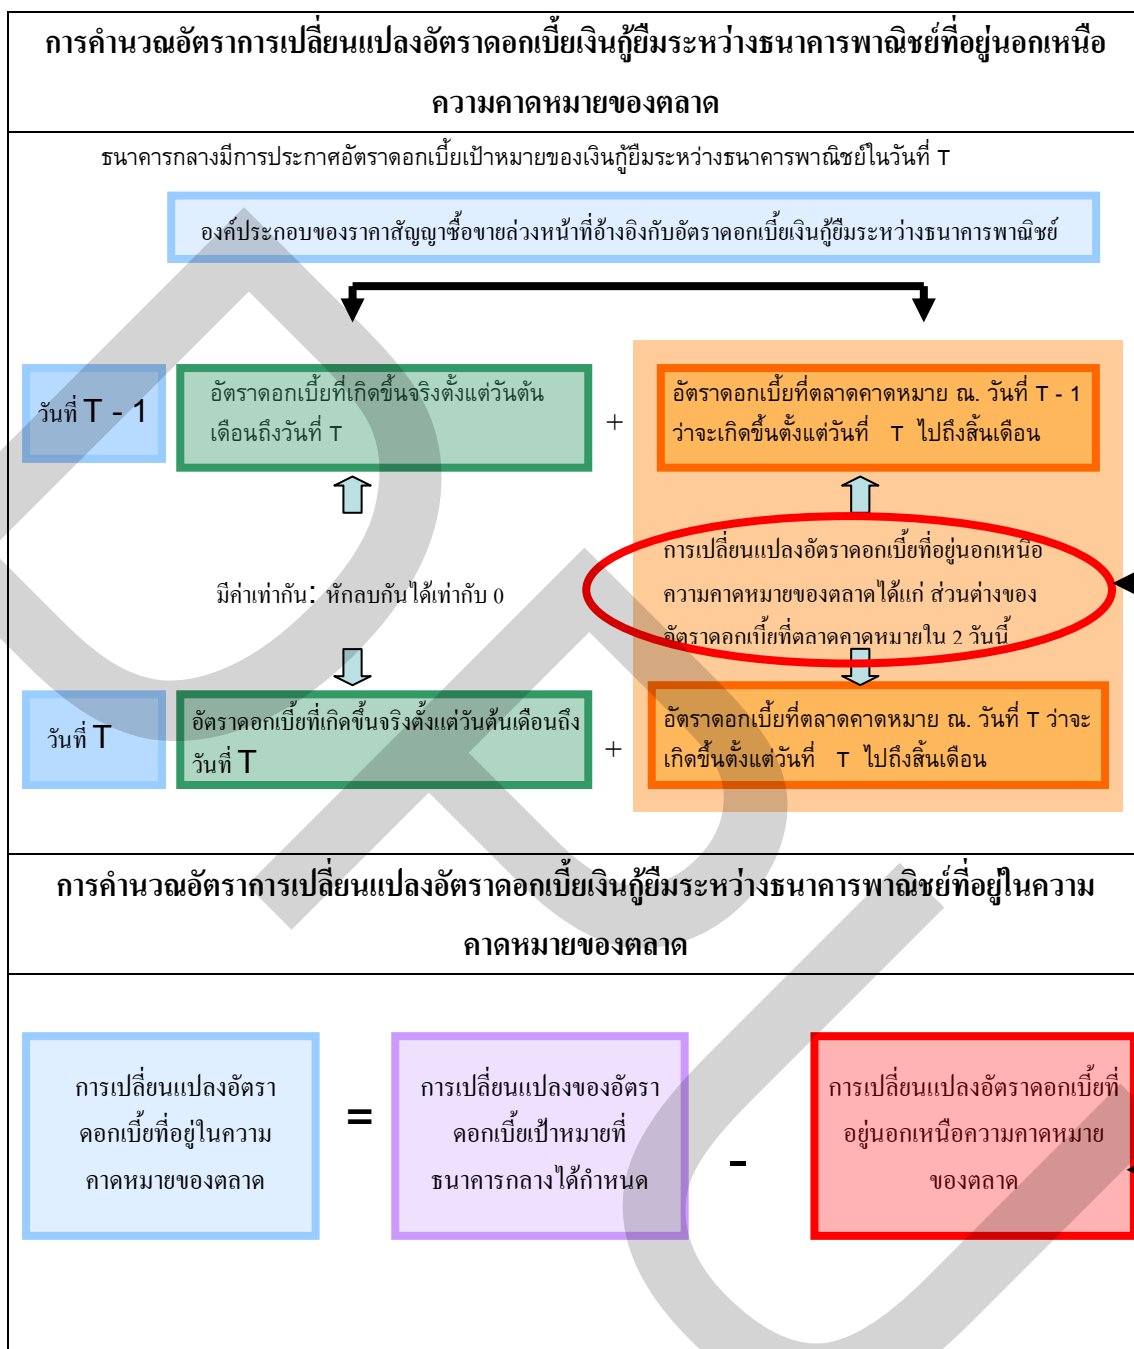 การคำนวณอัตราการเปลี่ยนแปลงอัตราดอกเบี้ยเงินกู้ยืมระหว่างธนาคารพาณิชย์ที่อยู่นอกเหนือ
ความคาดหมายของตลาด
ธนาคารกลางมีการประกาศอัตราดอกเบี้ยเป้าหมายของเงินกู้ยืมระหว่างธนาคารพาณิชย์ในวันที่ T
องค์ประกอบของราคาสัญญาซื้อขายล่วงหน้าที่อ้างอิงกับอัตราดอกเบี้ยเงินกู้ยืมระหว่างธนาคารพาณิชย์
วันที่ T - 1
อัตราดอกเบี้ยที่เกิดขึ้นจริงตั้งแต่วันต้น
เดือนถึงวันที่ T
+
อัตราดอกเบี้ยที่ตลาดคาดหมาย ณ. วันที่ T - 1
ว่าจะเกิดขึ้นตั้งแต่วันที่ T ไปถึงสิ้นเดือน
มีค่าเท่ากัน: หักลบกันได้เท่ากับ 0
การเปลี่ยนแปลงอัตราดอกเบี้ยที่อยู่นอกเหนือ
ความคาดหมายของตลาดได้แก่ ส่วนต่างของ
อัตราดอกเบี้ยที่ตลาดคาดหมายใน 2 วันนี้
วันที่ T
อัตราดอกเบี้ยที่เกิดขึ้นจริงตั้งแต่วันต้นเดือนถึง
วันที่ T
+
อัตราดอกเบี้ยที่ตลาดคาดหมาย ณ. วันที่ T ว่าจะ
เกิดขึ้นตั้งแต่วันที่ T ไปถึงสิ้นเดือน
การคำนวณอัตราการเปลี่ยนแปลงอัตราดอกเบี้ยเงินกู้ยืมระหว่างธนาคารพาณิชย์ที่อยู่ในความ
คาดหมายของตลาด
การเปลี่ยนแปลงอัตรา
ดอกเบี้ยที่อยู่ในความ
คาดหมายของตลาด
=
การเปลี่ยนแปลงของอัตรา
ดอกเบี้ยเป้าหมายที่
ธนาคารกลางได้กำหนด
-
การเปลี่ยนแปลงอัตราดอกเบี้ยที่
อยู่นอกเหนือความคาดหมาย
ของตลาด